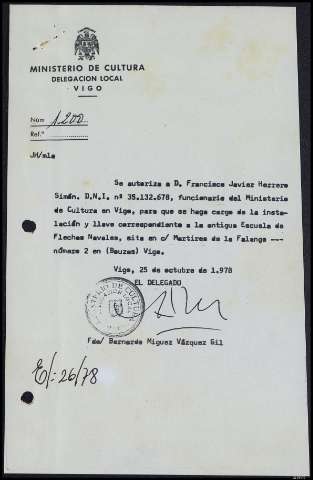 MINISTERIO DE CULTURA
DELEGACION LOCAL
VIGO
Núm 1200
Ref.ª
JH/mla
Se autoriza a D. Francisco Javier Herrero
Simón. D.N.I. nº 35.132.678, funcionario del Ministerio
de Cultura en Vigo, para que se haga cargo de la insta-
lación y llave correspondiente a la antigua Escuela de
Flechas Navales, sita en c/ Martires de la Falange ---
número 2 en (Bouzas) Vigo.
Vigo, 25 de octubre de 1.978
EL DELEGADO
Fdo/ Bernardo Miguez Vázquez Gil
E/: 26/78